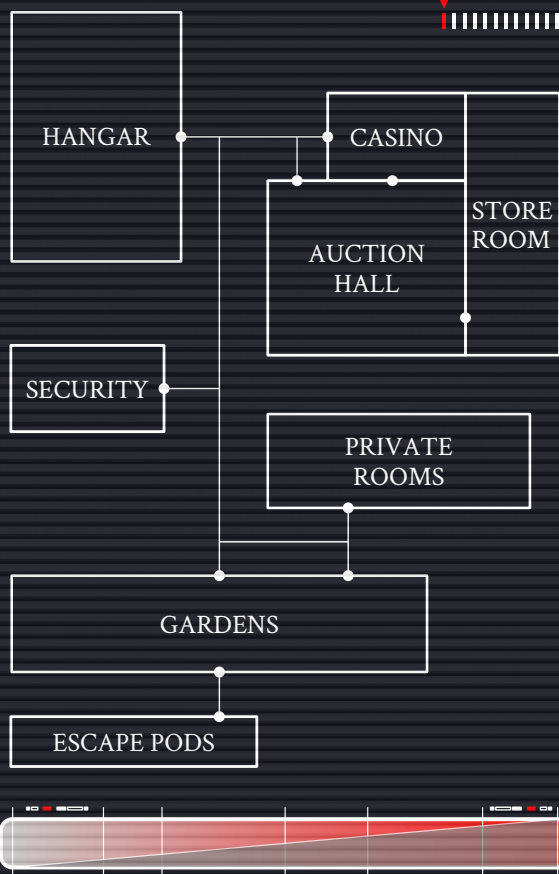 HANGAR
CASINO
STORE
ROOM
AUCTION
HALL
SECURITY
PRIVATE
ROOMS
GARDENS
ESCAPE PODS